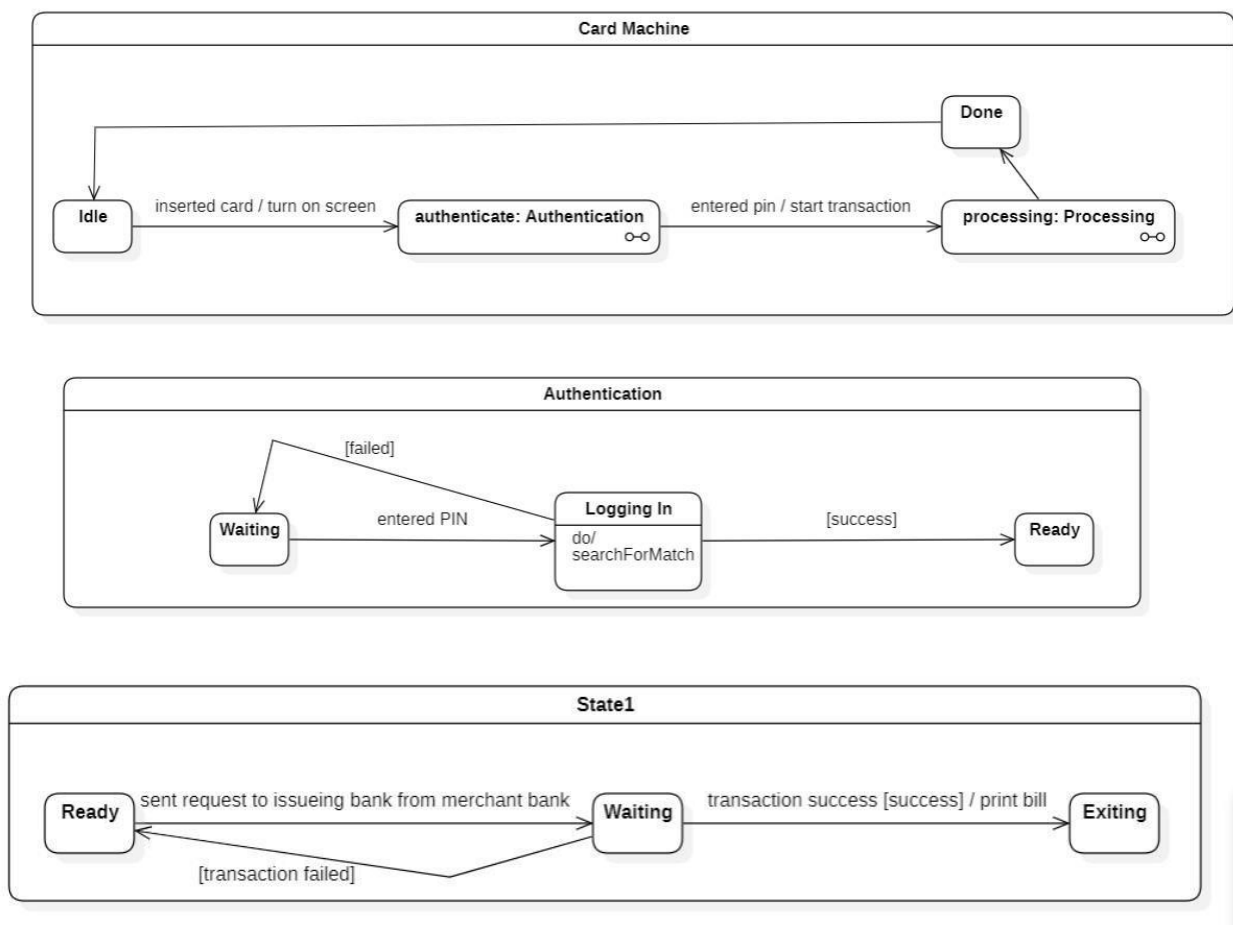 Card Machine
Done
Idle
inserted card / turn on screen
authenticate: Authentication
entered pin / start transaction
processing: Processing
Authentication
[failed]
Waiting
entered PIN
Logging In
do/
searchForMatch
[success]
Ready
State1
Ready
sent request to issueing bank from merchant bank
Waiting
transaction success [success] / print bill
Exiting
[transaction failed]